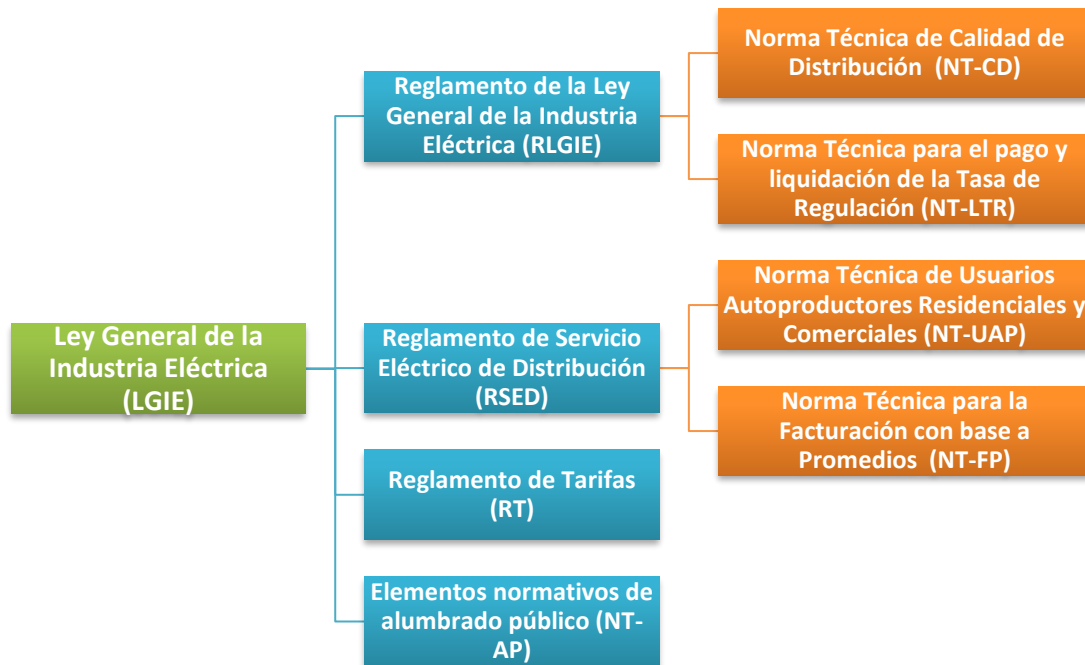 Ley General de la
Industria Eléctrica
(LGIE)
Reglamento de la Ley
General de la Industria
Eléctrica (RLGIE)
Norma Técnica de Calidad de
Distribución (NT-CD)
Norma Técnica para el pago y
liquidación de la Tasa de
Regulación (NT-LTR)
Reglamento de Servicio
Eléctrico de Distribución
(RSED)
Norma Técnica de Usuarios
Autoproductores Residenciales y
Comerciales (NT-UAP)
Norma Técnica para la
Facturación con base a
Promedios (NT-FP)
Reglamento de Tarifas
(RT)
Elementos normativos de
alumbrado público (NT-
AP)